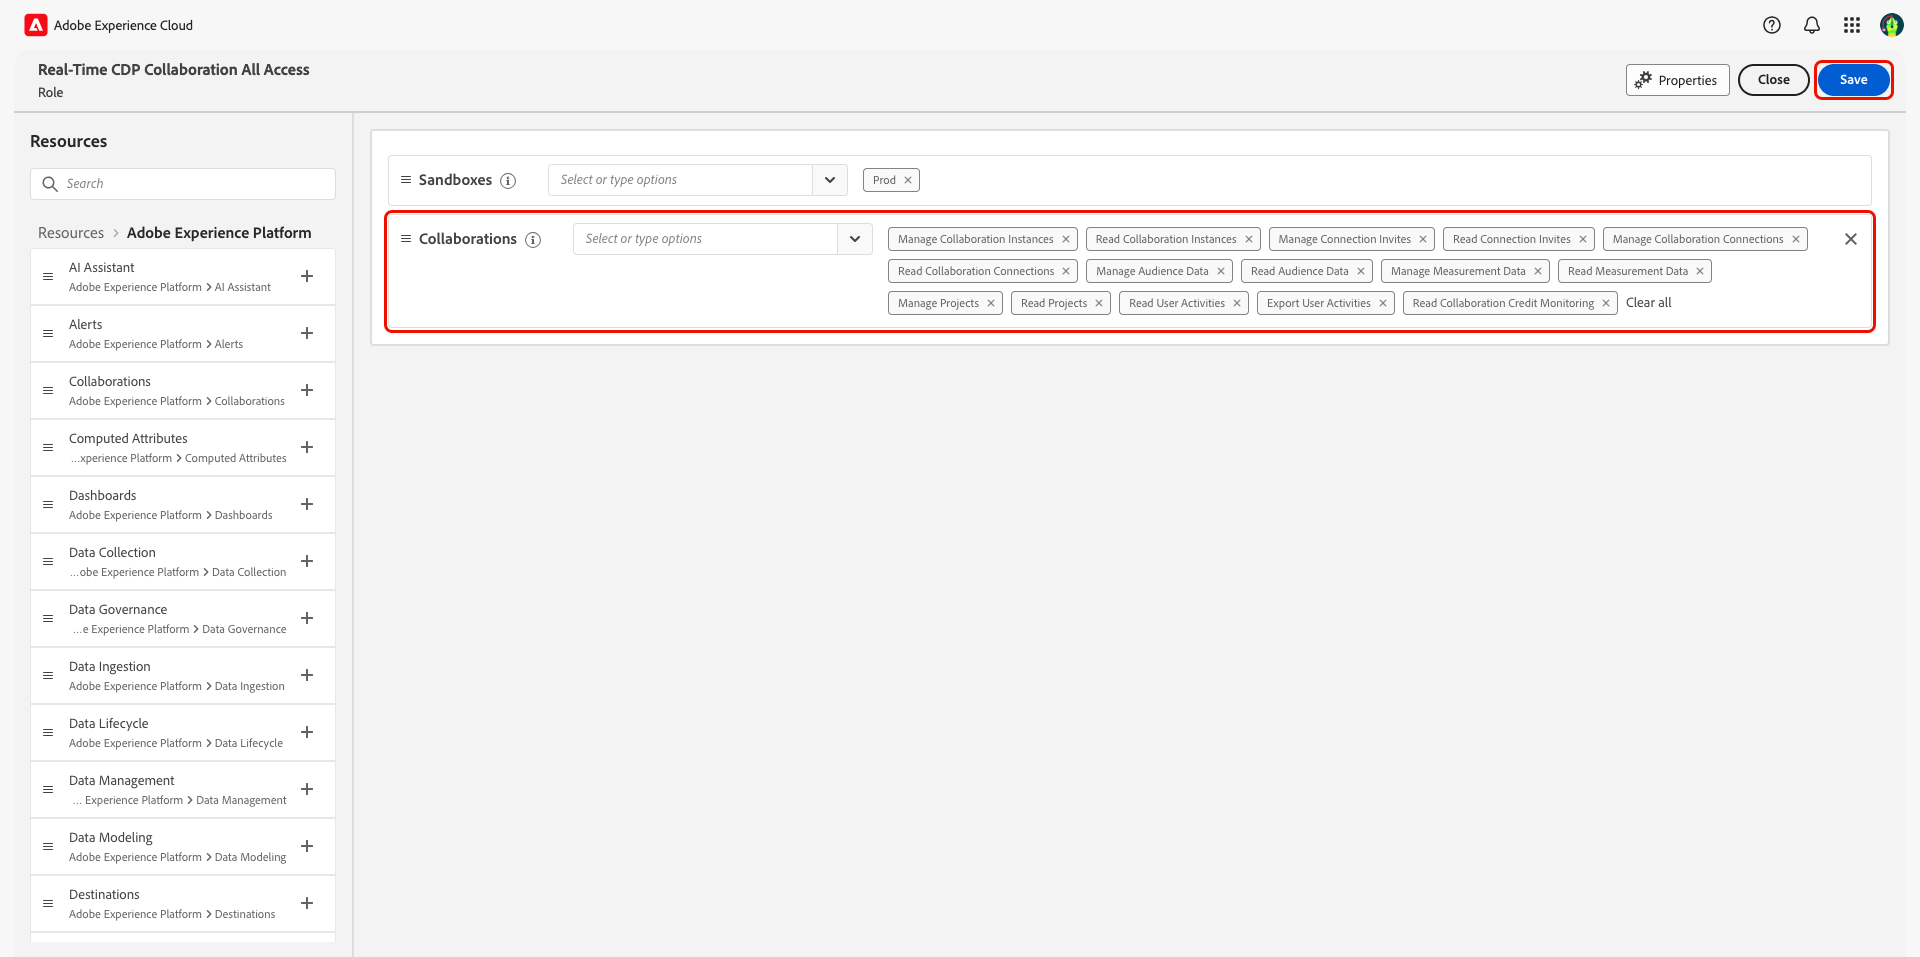 Adobe Experience Cloud
Real-Time CDP Collaboration All Access
Role
Properties
Close
Save
Resources
Search
Resources > Adobe Experience Platform
AI Assistant
Adobe Experience Platform > AI Assistant
Alerts
Adobe Experience Platform > Alerts
Collaborations
Adobe Experience Platform > Collaborations
Computed Attributes
...xperience Platform > Computed Attributes
Dashboards
Adobe Experience Platform > Dashboards
Data Collection
...obe Experience Platform > Data Collection
Data Governance
...e Experience Platform > Data Governance
Data Ingestion
Adobe Experience Platform > Data Ingestion
Data Lifecycle
Adobe Experience Platform > Data Lifecycle
Data Management
... Experience Platform > Data Management
Data Modeling
Adobe Experience Platform > Data Modeling
Destinations
Adobe Experience Platform > Destinations
Sandboxes Select or type options Prod
Collaborations Select or type options Manage Collaboration Instances Read Collaboration Instances Manage Connection Invites Read Connection Invites Manage Collaboration Connections
Read Collaboration Connections Manage Audience Data Read Audience Data Manage Measurement Data Read Measurement Data
Manage Projects Read Projects Read User Activities Export User Activities Read Collaboration Credit Monitoring Clear all